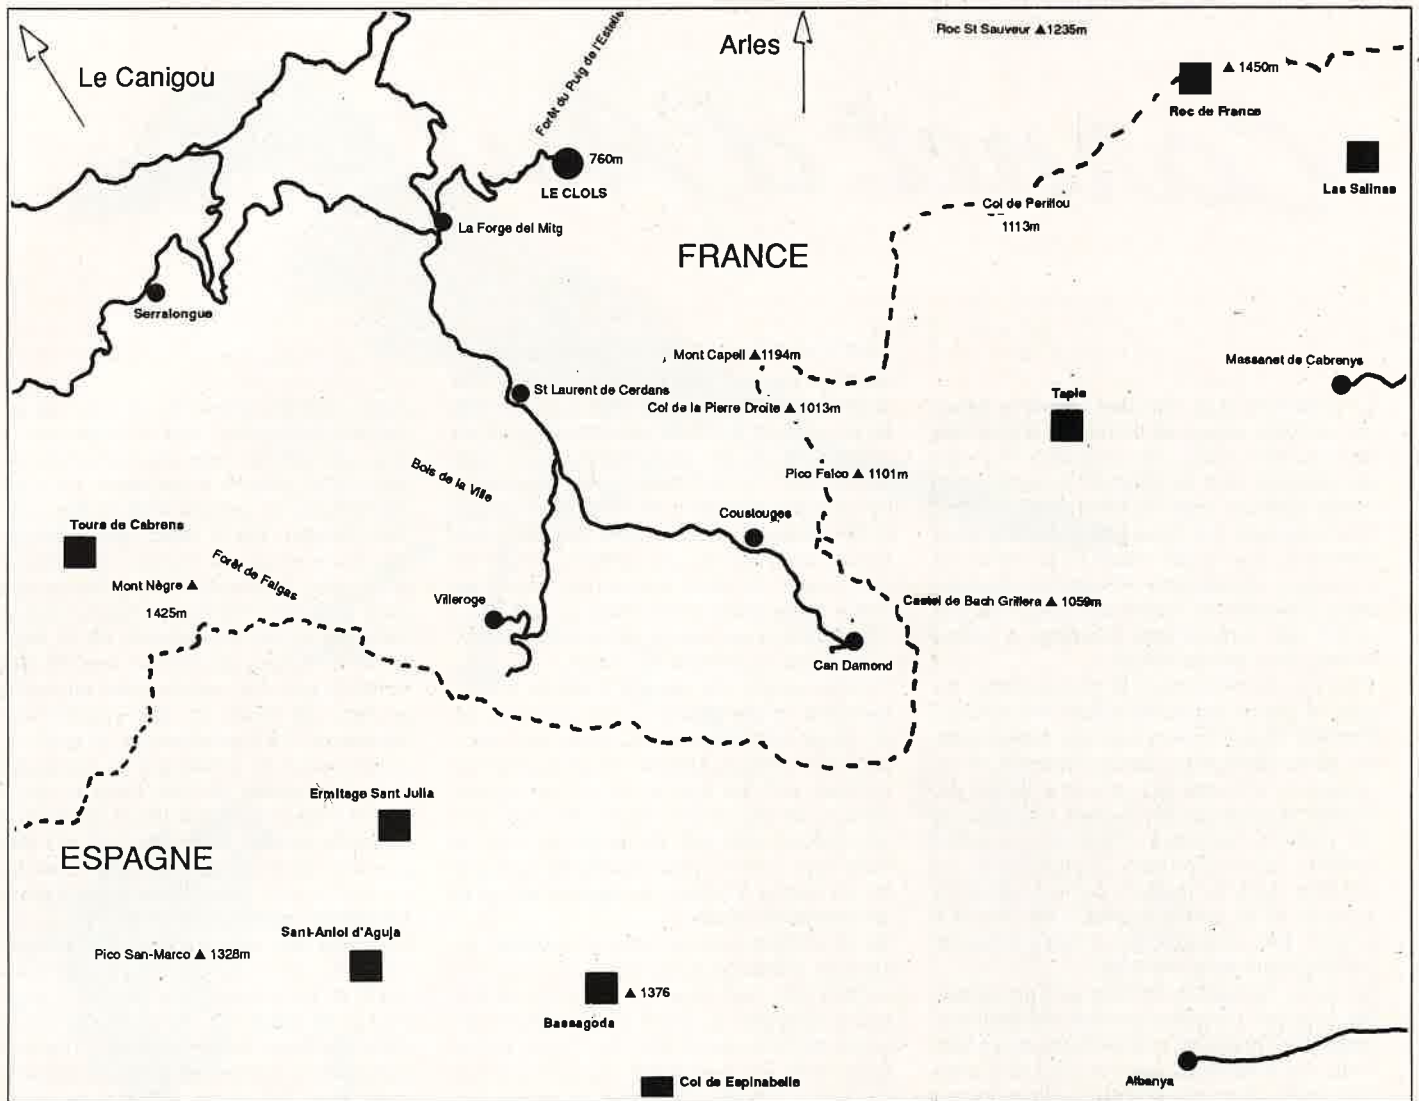 Roc St Sauveur ▲1235m
Arles
Le Canigou
Forêt du Puig de l'Estelle
▲ 1450m
Roc de France
760m
LE CLOLS
Las Salinas
Col de Perillou
1113m
La Forge del Mitg
FRANCE
Serralongue
Mont Capell ▲1194m
Massanet de Cabrenys
St Laurent de Cerdans
Tapis
Col de la Pierre Droite ▲ 1013m
Bois de la Ville
Pico Falco ▲ 1101m
Coustouges
Tours de Cabrens
Forêt de Falgas
Mont Nègre ▲
1425m
Villeroge
Castel de Bach Grillera ▲ 1059m
Can Damond
Ermitage Sant Julia
ESPAGNE
Sant-Aniol d'Aguja
Pico San-Marco ▲ 1328m
▲ 1376
Bassagoda
Col de Espinabelle
Albanya